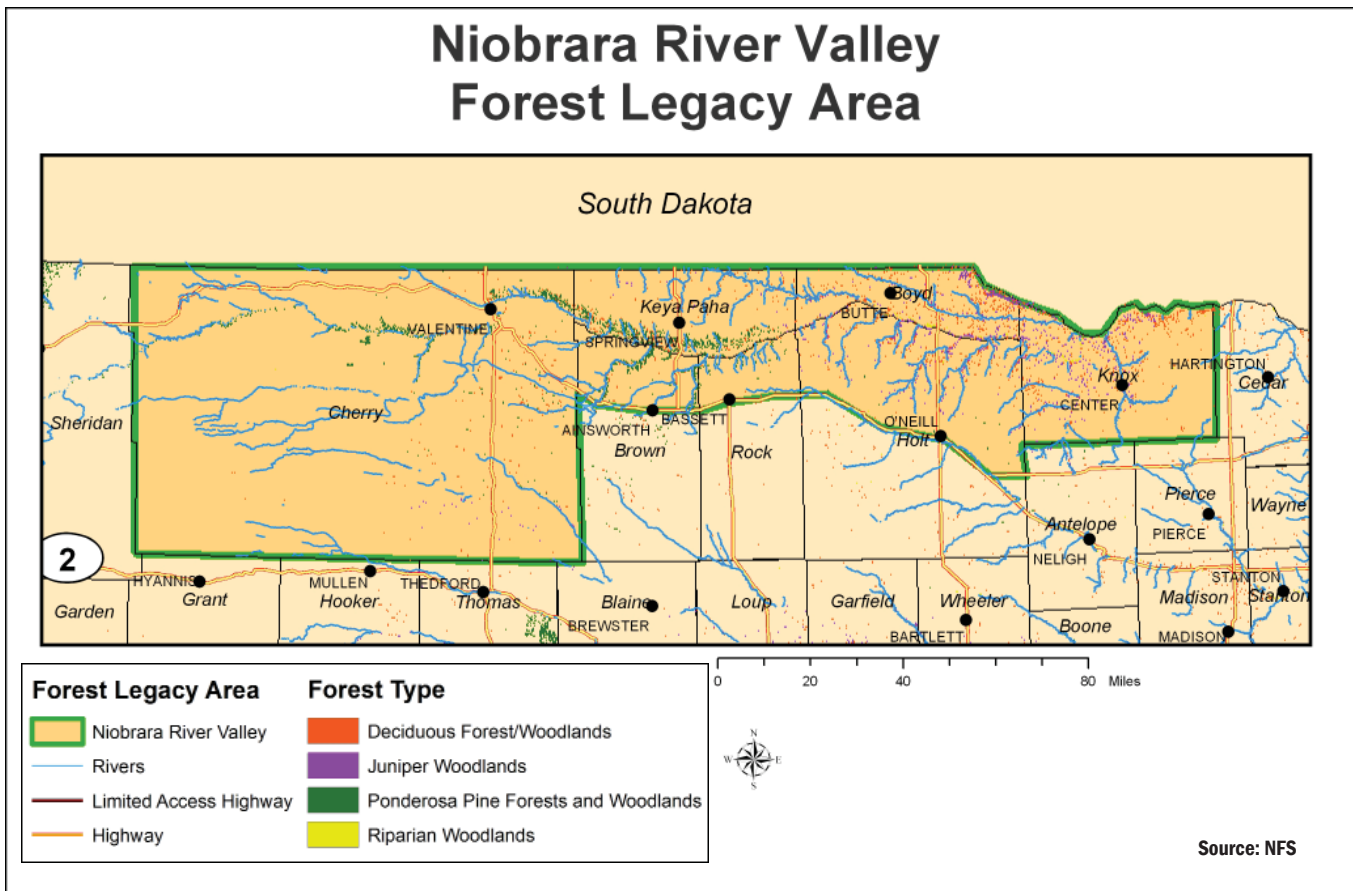 Niobrara River Valley
Forest Legacy Area
South Dakota
Keya Paha
Boyd
BUTTE
VALENTINE
SPRINGVIEW
HARTINGTON
Knox
Cedar
CENTER
Cherry
Sheridan
AINSWORTH
BASSETT
O'NEILL
Holt
Brown
Rock
Pierce
Wayne
Antelope
PIERCE
NELIGH
2
HYANNIS
MULLEN
THEDFORD
STANTON
Garden
Grant
Hooker
Thomas
Blaine
BREWSTER
Loup
Garfield
Wheeler
BARTLETT
Boone
Madison
Stanton
MADISON
0 20 40 80 Miles
N
W E
S
Forest Legacy Area
Niobrara River Valley
Rivers
Limited Access Highway
Highway
Forest Type
Deciduous Forest/Woodlands
Juniper Woodlands
Ponderosa Pine Forests and Woodlands
Riparian Woodlands
Source: NFS